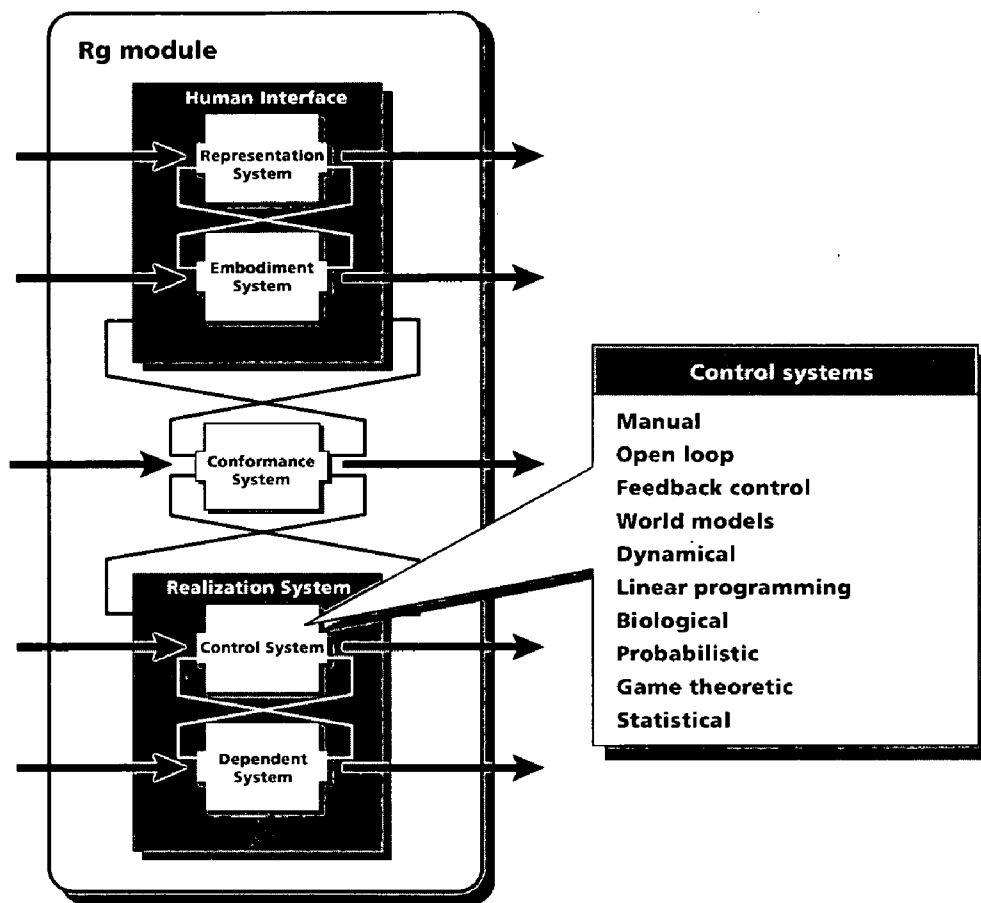 Rg module
Human Interface
Representation
System
Embodiment
System
Conformance
System
Realization System
Control System
Dependent
System
Control systems
Manual
Open loop
Feedback control
World models
Dynamical
Linear programming
Biological
Probabilistic
Game theoretic
Statistical